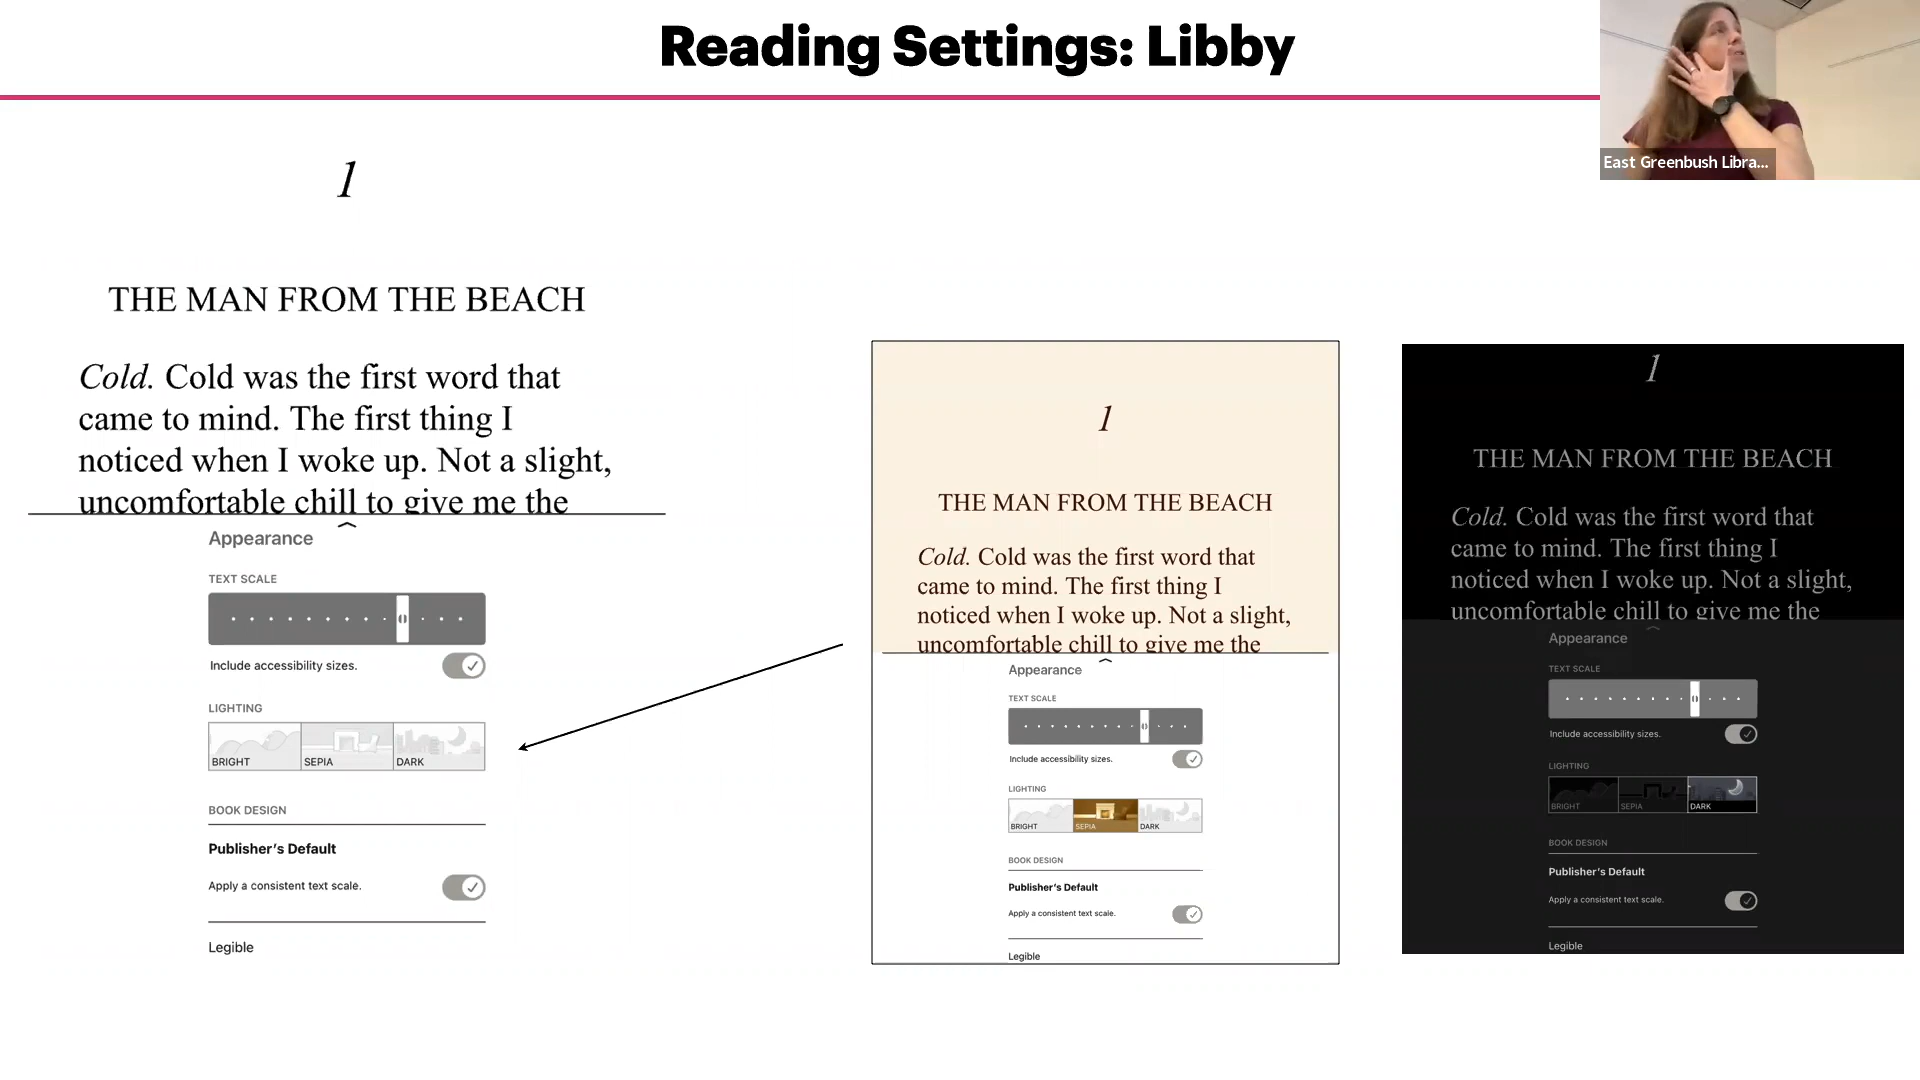 Reading Settings: Libby
East Greenbush Libra...
1
THE MAN FROM THE BEACH
Cold. Cold was the first word that
came to mind. The first thing I
noticed when I woke up. Not a slight,
uncomfortable chill to give me the
Appearance
TEXT SCALE
Include accessibility sizes.
LIGHTING
BRIGHT
SEPIA
DARK
BOOK DESIGN
Publisher's Default
Apply a consistent text scale.
Legible
1
THE MAN FROM THE BEACH
Cold. Cold was the first word that
came to mind. The first thing I
noticed when I woke up. Not a slight,
uncomfortable chill to give me the
Appearance
TEXT SCALE
Include accessibility sizes.
LIGHTING
BRIGHT
SEPIA
DARK
BOOK DESIGN
Publisher's Default
Apply a consistent text scale.
Legible
1
THE MAN FROM THE BEACH
Cold. Cold was the first word that
came to mind. The first thing I
noticed when I woke up. Not a slight,
uncomfortable chill to give me the
Appearance
TEXT SCALE
Include accessibility sizes.
LIGHTING
BRIGHT
SEPIA
DARK
BOOK DESIGN
Publisher's Default
Apply a consistent text scale.
Legible